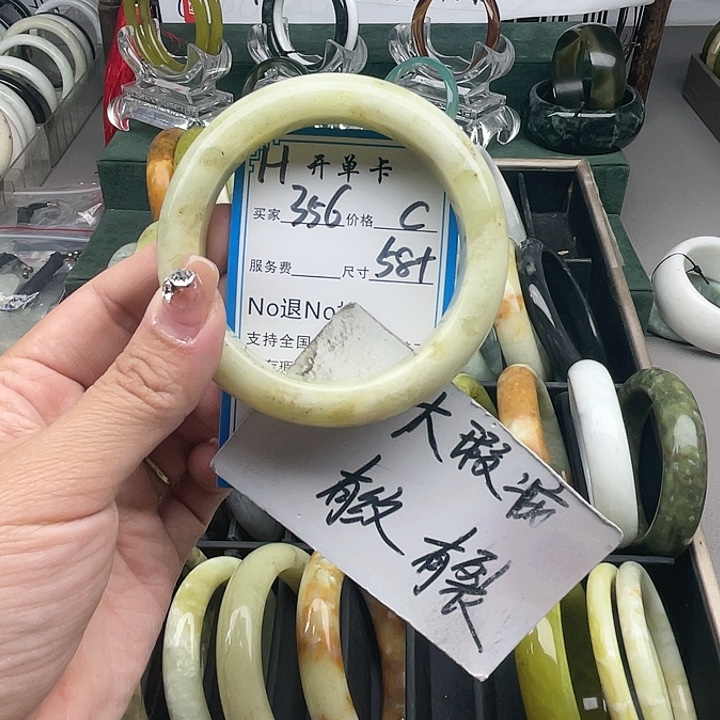 H 开单卡
买家 356 价格 C
服务费 尺寸 58+
No退No
支持全国
大瑕疵
有纹 有裂